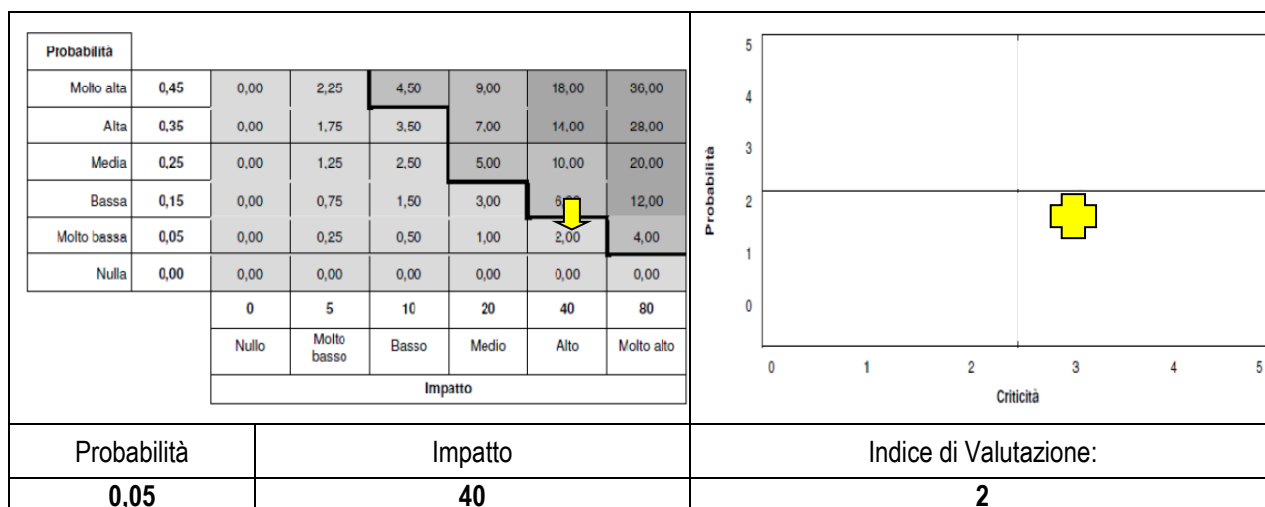 Probabilità
Molto alta 0,45 0,00 2,25 4,50 9,00 18,00 36,00
Alta 0,35 0,00 1,75 3,50 7,00 14,00 28,00
Media 0,25 0,00 1,25 2,50 5,00 10,00 20,00
Bassa 0,15 0,00 0,75 1,50 3,00 12,00
Molto bassa 0,05 0,00 0,25 0,50 1,00 2,00 4,00
Nulla 0,00 0,00 0,00 0,00 0,00 0,00 0,00
0 5 10 20 40 80
Nullo Molto basso Basso Medio Alto Molto alto
Impatto
5
4
3
2
1
0
Probabilità
0 1 2 3 4 5
Criticità
Probabilità Impatto Indice di Valutazione:
0,05 40 2